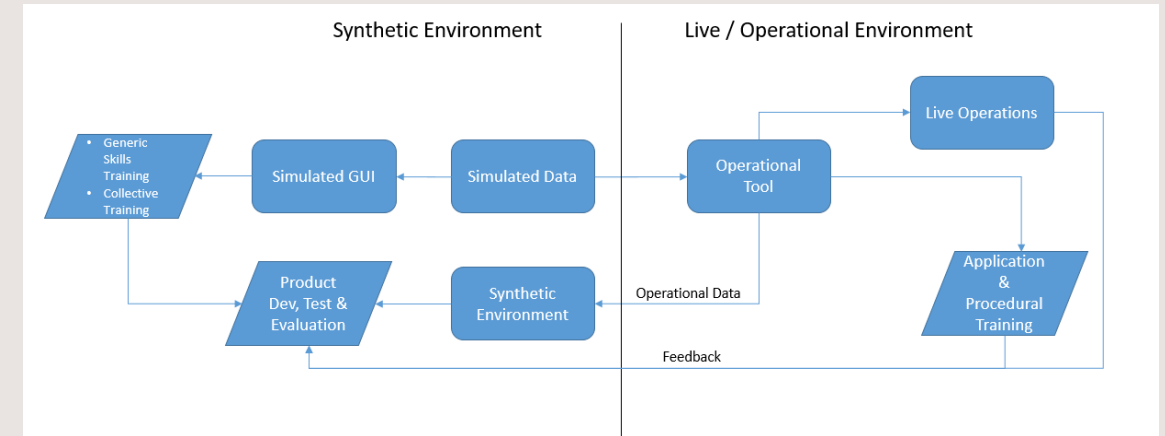 Synthetic Environment
Live / Operational Environment
Live Operations
• Generic
Skills
Training
• Collective
Training
Simulated GUI
Simulated Data
Operational
Tool
Product
Dev, Test &
Evaluation
Synthetic
Environment
Operational Data
Application
&
Procedural
Training
Feedback